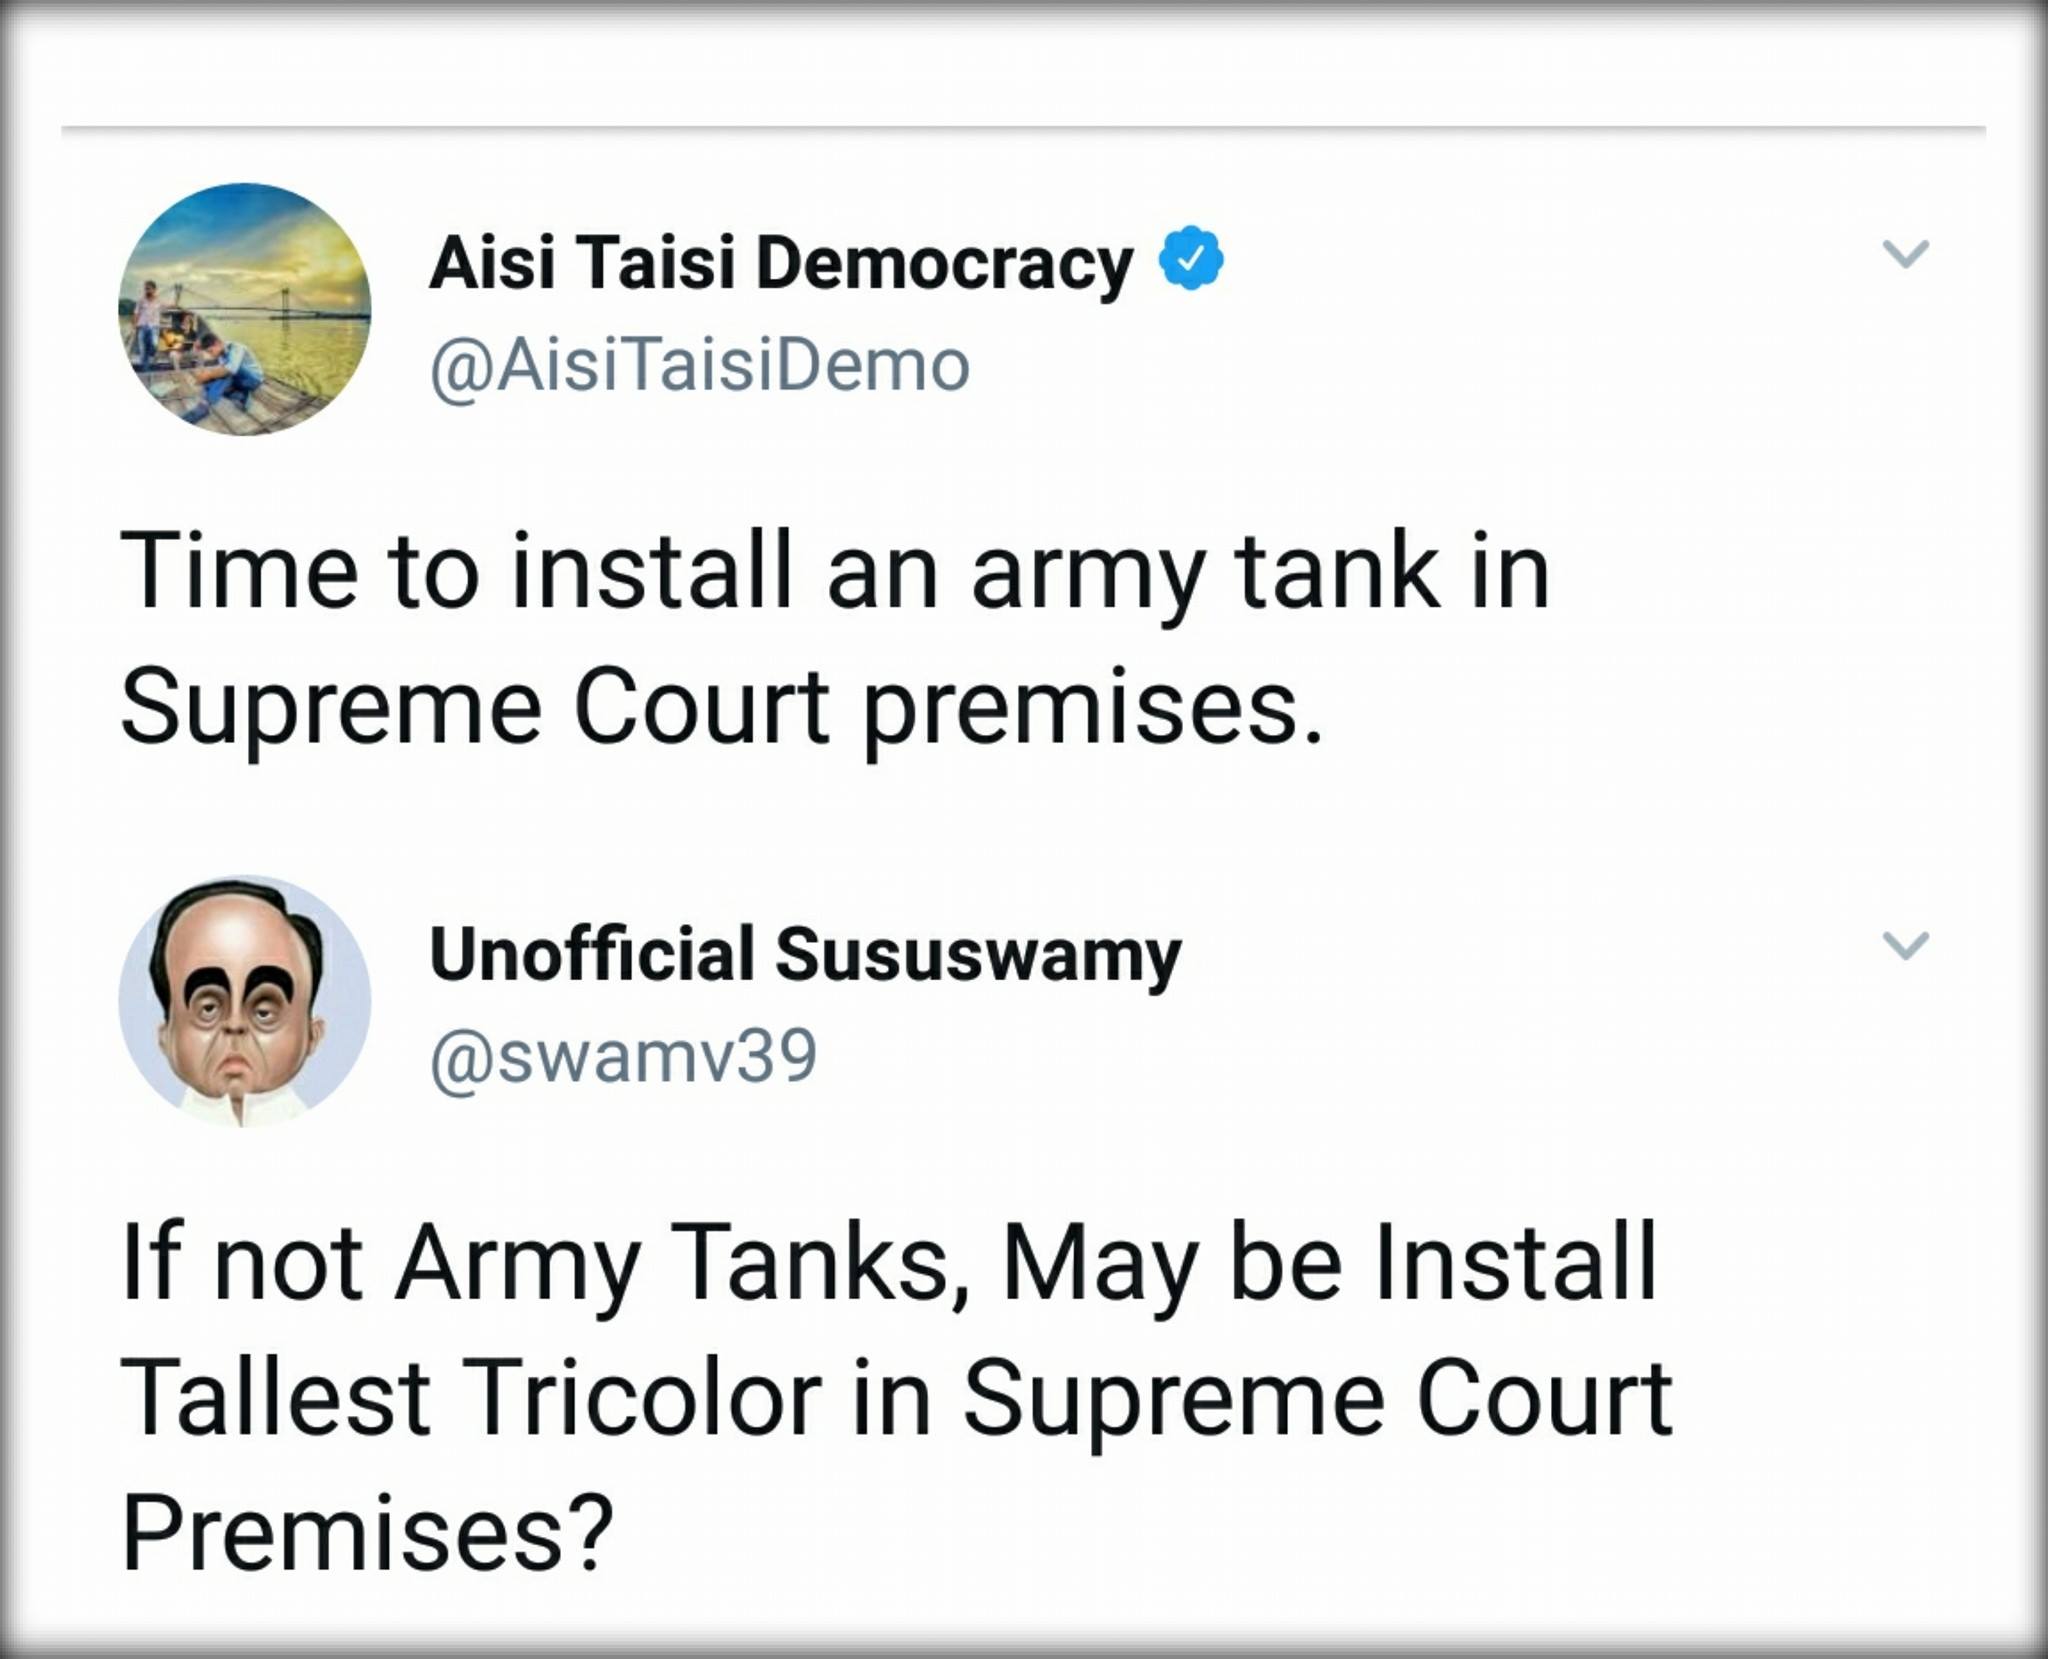 Aisi Taisi Democracy
@AisiTaisiDemo
Time to install an army tank in
Supreme Court premises.
Unofficial Sususwamy
@swamv39
If not Army Tanks, May be Install
Tallest Tricolor in Supreme Court
Premises?